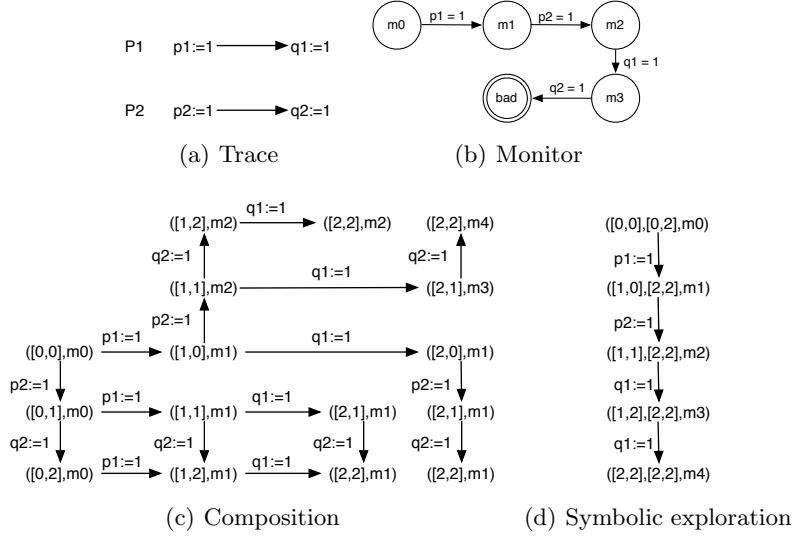 P1 p1:=1 q1:=1
P2 p2:=1 q2:=1
(a) Trace
m0 p1 = 1 m1 p2 = 1 m2
q1 = 1
bad q2 = 1 m3
(b) Monitor
([1,2],m2) q1:=1 ([2,2],m2) ([2,2],m4)
q2:=1 q2:=1
([1,1],m2) q1:=1 ([2,1],m3)
p2:=1
([0,0],m0) p1:=1 ([1,0],m1) q1:=1 ([2,0],m1)
p2:=1 p2:=1
([0,1],m0) p1:=1 ([1,1],m1) q1:=1 ([2,1],m1) ([2,1],m1)
q2:=1 q2:=1 q2:=1 q2:=1
([0,2],m0) p1:=1 ([1,2],m1) q1:=1 ([2,2],m1) ([2,2],m1)
(c) Composition
([0,0],[0,2],m0)
p1:=1
([1,0],[2,2],m1)
p2:=1
([1,1],[2,2],m2)
q1:=1
([1,2],[2,2],m3)
q1:=1
([2,2],[2,2],m4)
(d) Symbolic exploration